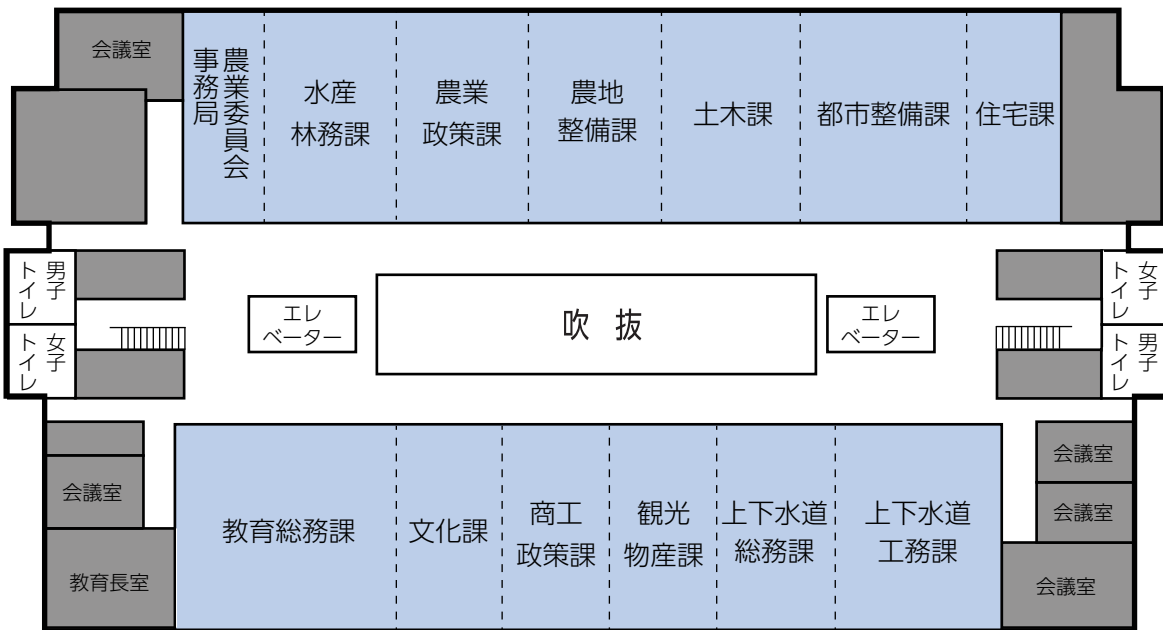 会議室
農業委員会
事務局
水産
林務課
農業
政策課
農地
整備課
土木課
都市整備課
住宅課
男子
トイレ
女子
トイレ
エレ
ベーター
吹抜
エレ
ベーター
女子
トイレ
男子
トイレ
会議室
教育長室
教育総務課
文化課
商工
政策課
観光
物産課
上下水道
総務課
上下水道
工務課
会議室
会議室
会議室